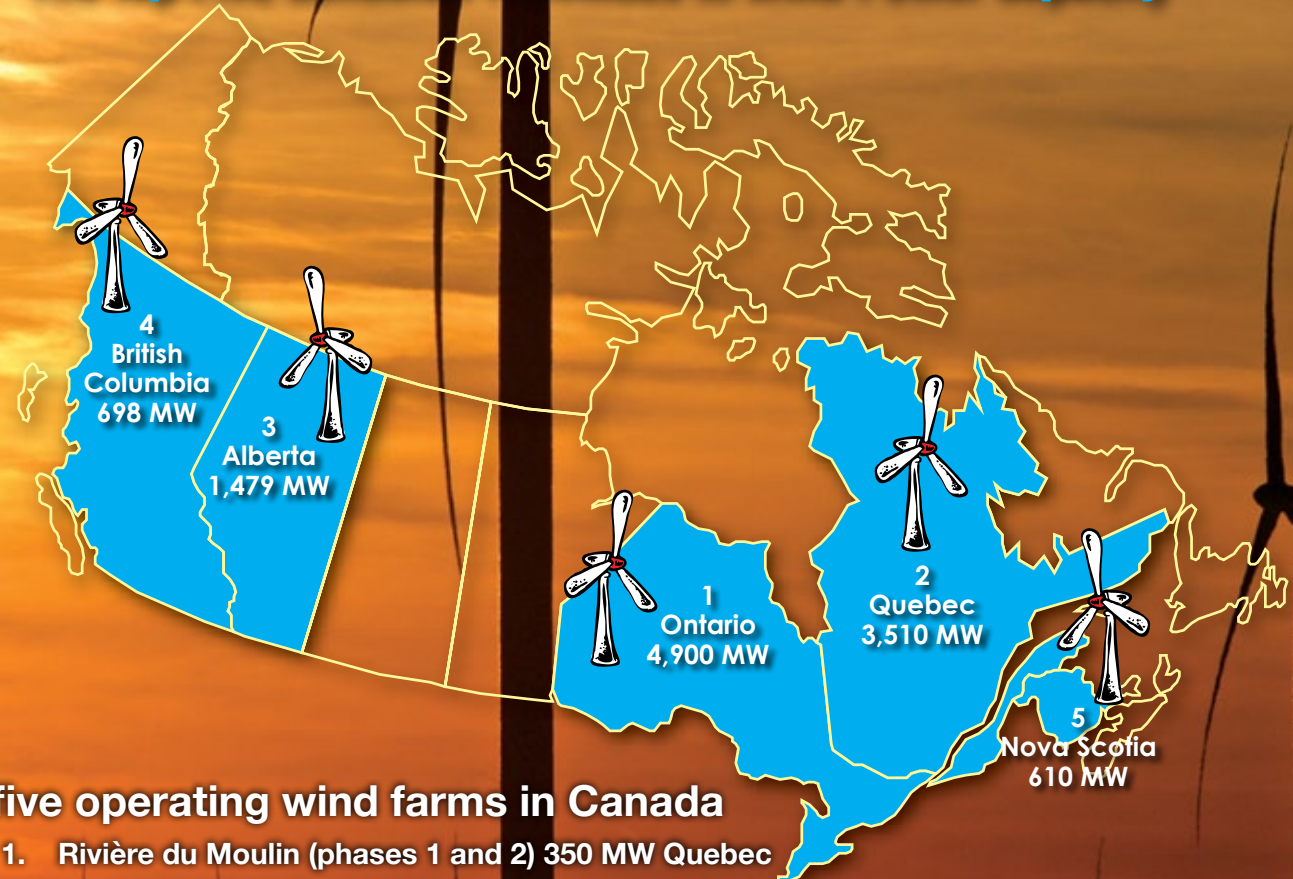 4
British
Columbia
698 MW
3
Alberta
1,479 MW
1
Ontario
4,900 MW
2
Quebec
3,510 MW
5
Nova Scotia
610 MW
five operating wind farms in Canada
1. Rivière du Moulin (phases 1 and 2) 350 MW Quebec